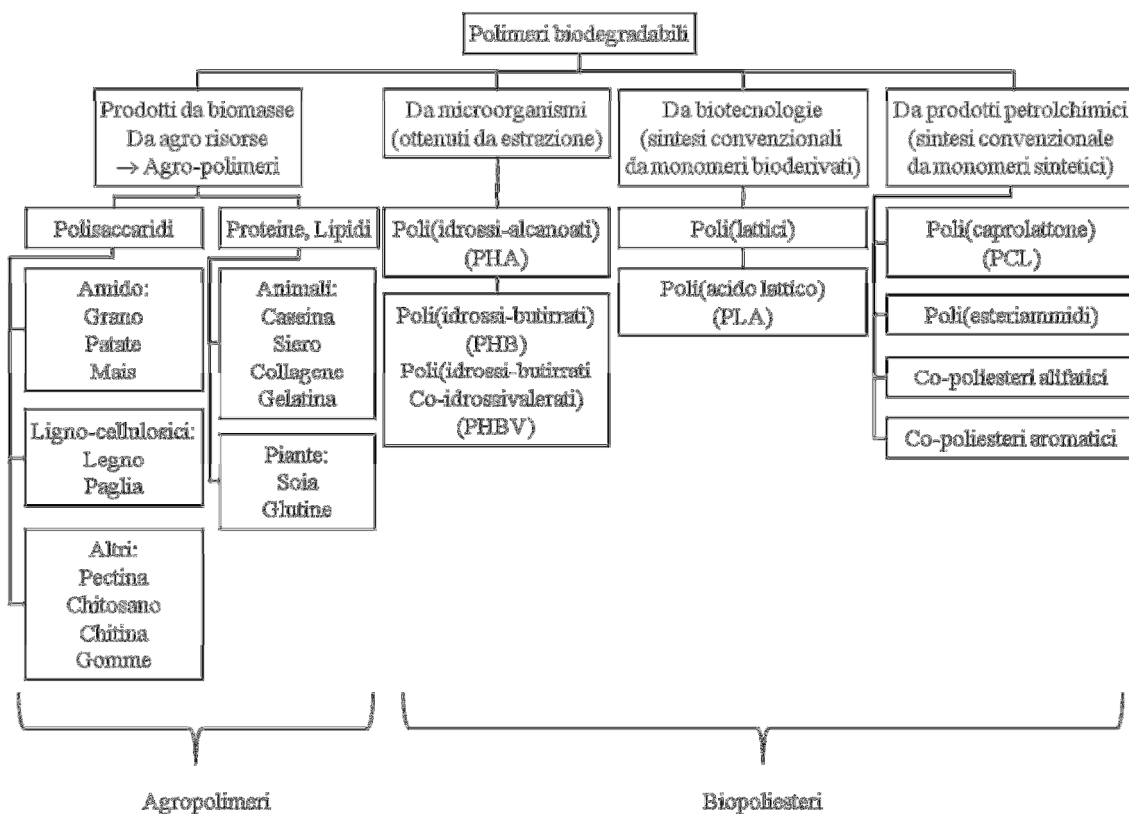 Polimeri biodegradabili
Prodotti da biomasse
Da agro risorse
→ Agro-polimeri
Da microorganismi
(ottenuti da estrazione)
Da biotecnologie
(sintesi convenzionali
da monomeri bioderivati)
Da prodotti petrolchimici
(sintesi convenzionale
da monomeri sintetici)
Polisaccaridi
Proteine, Lipidi
Poli(idrossi-alcanoati)
(PHA)
Poli(lattici)
Poli(caprolattone)
(PCL)
Amido:
Grano
Patate
Mais
Animali:
Caseina
Siero
Collagene
Gelatina
Poli(idrossi-butirrati)
(PHB)
Poli(idrossi-butirrati
Co-idrossivalerati)
(PHBV)
Poli(acido lattico)
(PLA)
Poli(esteriammidi)
Co-poliesteri alifatici
Co-poliesteri aromatici
Ligno-cellulosici:
Legno
Paglia
Piante:
Soia
Glutine
Altri:
Pectina
Chitosano
Chitina
Gomme
Agropolimeri
Biopoliesteri